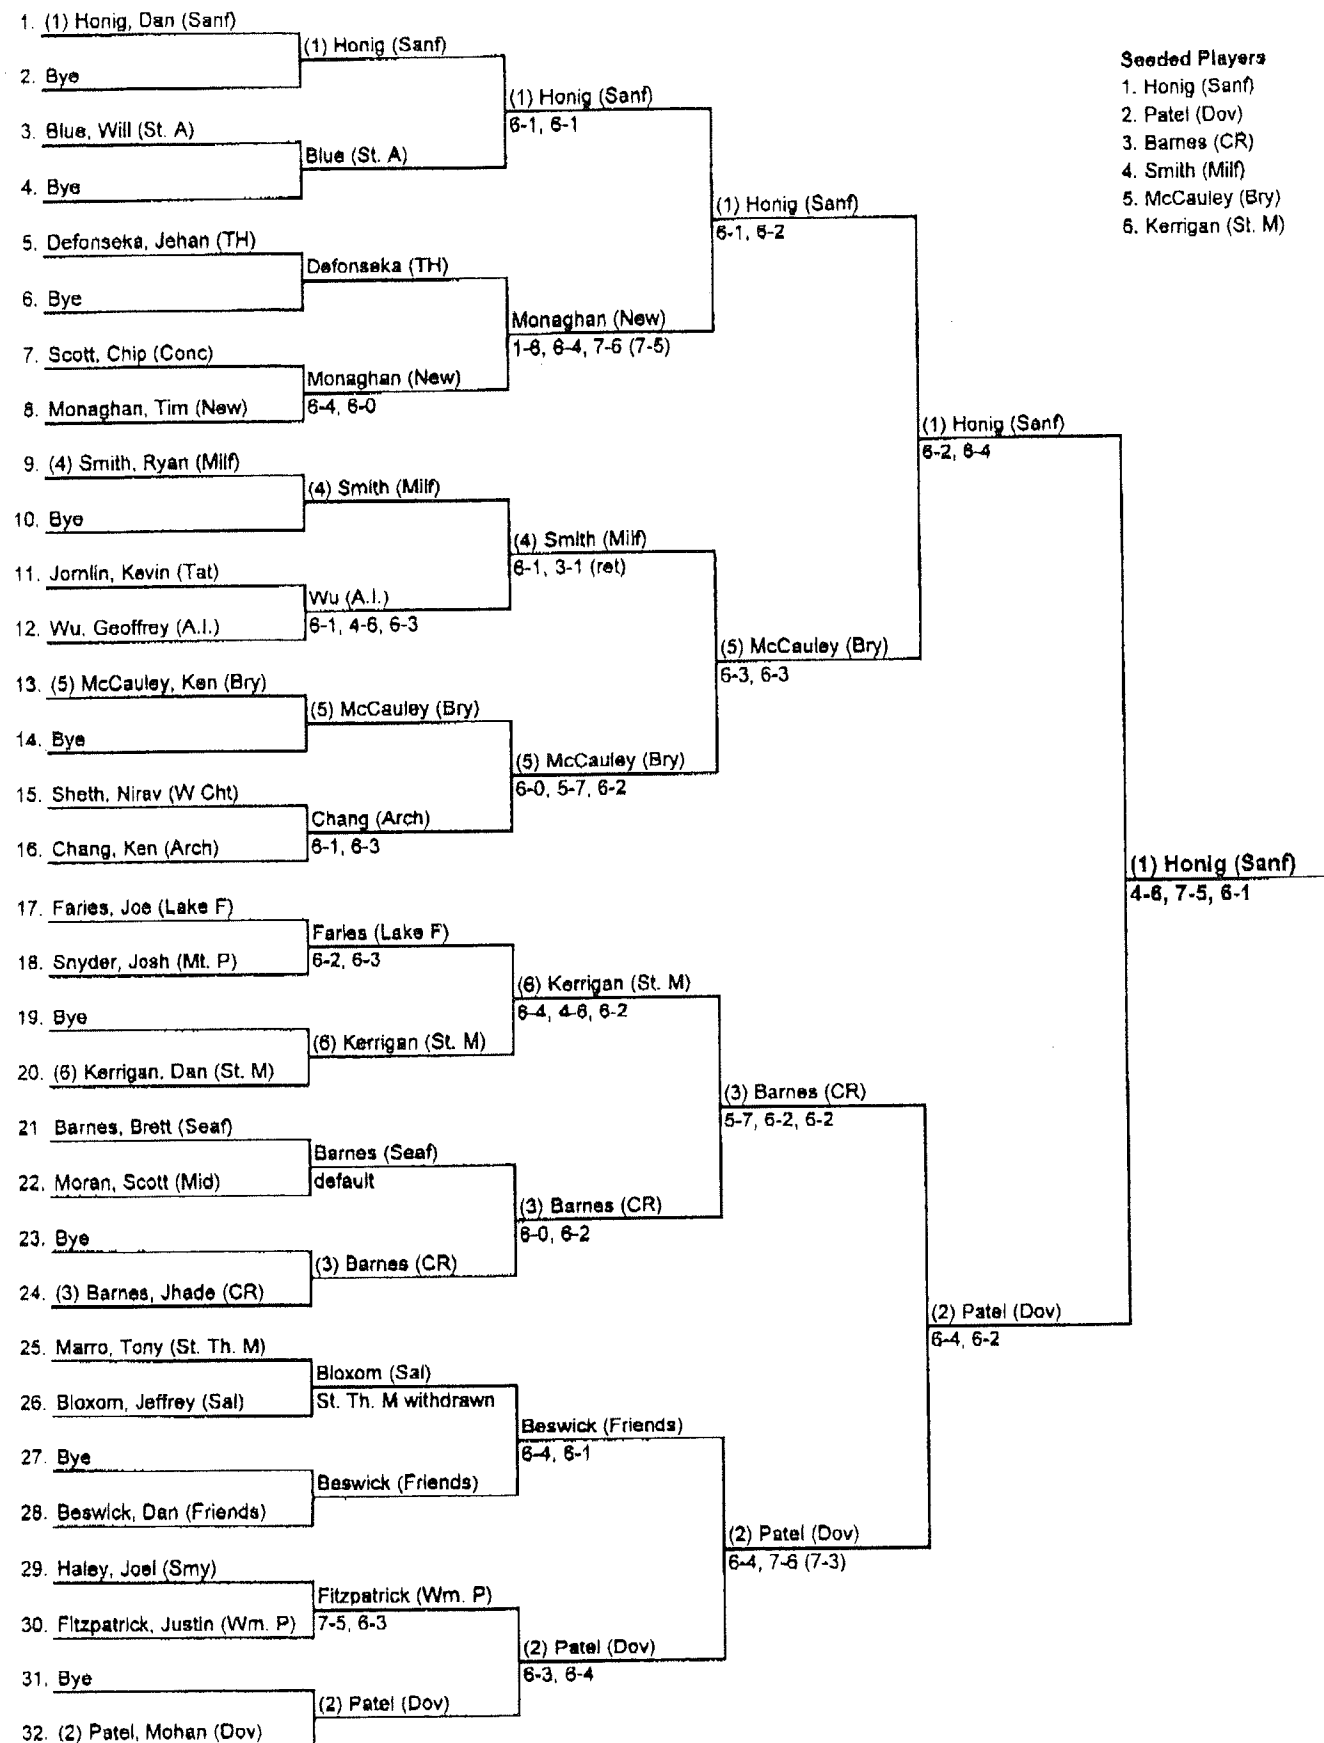 1. (1) Honig, Dan (Sanf)
2. Bye
3. Blue, Will (St. A)
4. Bye
5. Defonseka, Jehan (TH)
6. Bye
7. Scott, Chip (Conc)
8. Monaghan, Tim (New)
9. (4) Smith, Ryan (Milf)
10. Bye
11. Jornlin, Kevin (Tat)
12. Wu, Geoffrey (A.I.)
13. (5) McCauley, Ken (Bry)
14. Bye
15. Sheth, Nirav (W Cht)
16. Chang, Ken (Arch)
17. Faries, Joe (Lake F)
18. Snyder, Josh (Mt. P)
19. Bye
20. (6) Kerrigan, Dan (St. M)
21 Barnes, Brett (Seaf)
22. Moran, Scott (Mid)
23. Bye
24. (3) Barnes, Jhade (CR)
25. Marro, Tony (St. Th. M)
26. Bloxom, Jeffrey (Sal)
27. Bye
28. Beswick, Dan (Friends)
29. Haley, Joel (Smy)
30. Fitzpatrick, Justin (Wm. P)
31. Bye
32. (2) Patel, Mohan (Dov)
(1) Honig (Sanf)
Blue (St. A)
Defonseka (TH)
Monaghan (New)
6-4, 6-0
(4) Smith (Milf)
Wu (A.I.)
6-1, 4-6, 6-3
(5) McCauley (Bry)
Chang (Arch)
6-1, 6-3
Faries (Lake F)
6-2, 6-3
(6) Kerrigan (St. M)
Barnes (Seaf)
default
(3) Barnes (CR)
Bloxom (Sal)
St. Th. M withdrawn
Beswick (Friends)
Fitzpatrick (Wm. P)
7-5, 6-3
(2) Patel (Dov)
(1) Honig (Sanf)
6-1, 6-1
Monaghan (New)
1-6, 6-4, 7-6 (7-5)
(4) Smith (Milf)
6-1, 3-1 (ret)
(5) McCauley (Bry)
6-0, 5-7, 6-2
(6) Kerrigan (St. M)
6-4, 4-6, 6-2
(3) Barnes (CR)
6-0, 6-2
Beswick (Friends)
6-4, 6-1
(2) Patel (Dov)
6-3, 6-4
(1) Honig (Sanf)
6-1, 6-2
(5) McCauley (Bry)
6-3, 6-3
(3) Barnes (CR)
5-7, 6-2, 6-2
(2) Patel (Dov)
6-4, 7-6 (7-3)
(1) Honig (Sanf)
6-2, 6-4
(2) Patel (Dov)
6-4, 6-2
(1) Honig (Sanf)
4-6, 7-5, 6-1
Seeded Players
1. Honig (Sanf)
2. Patel (Dov)
3. Barnes (CR)
4. Smith (Milf)
5. McCauley (Bry)
6. Kerrigan (St. M)